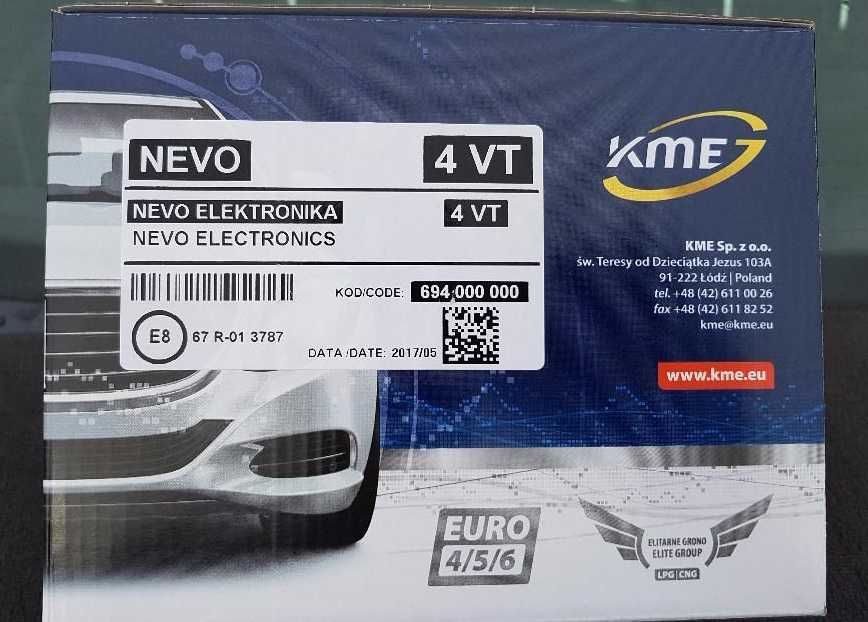 NEVO 4 VT
NEVO ELEKTRONIKA 4 VT
NEVO ELECTRONICS
KOD/CODE: 694 000 000
E8 67 R-01 3787
DATA /DATE: 2017/05
KME
KME Sp. z o.o.
św. Teresy od Dzieciątka Jezus 103A
91-222 Łódź | Poland
tel. +48 (42) 611 00 26
fax +48 (42) 611 82 52
kme@kme.eu
www.kme.eu
EURO
4/5/6
ELITARNE GRONO
ELITE GROUP
LPG|CNG